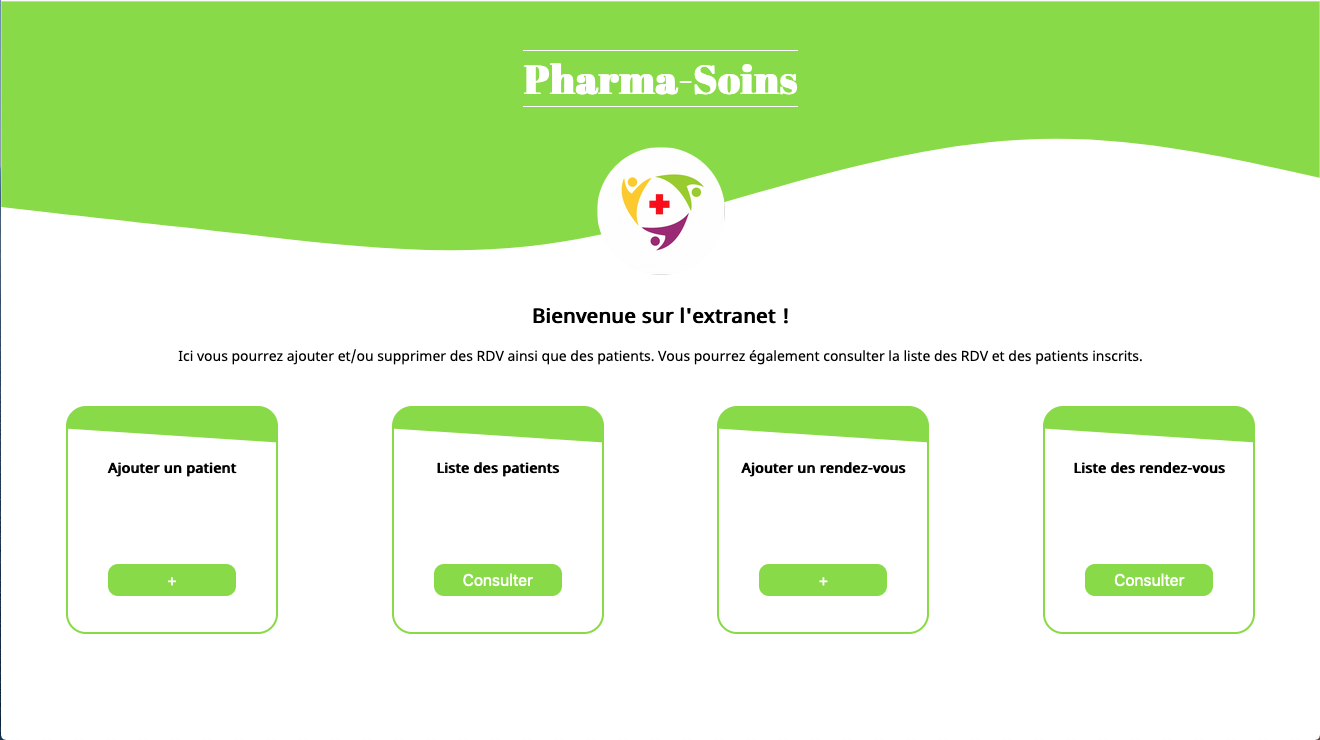 Pharma-Soins
Bienvenue sur l'extranet !
Ici vous pourrez ajouter et/ou supprimer des RDV ainsi que des patients. Vous pourrez également consulter la liste des RDV et des patients inscrits.
Ajouter un patient
+
Liste des patients
Consulter
Ajouter un rendez-vous
+
Liste des rendez-vous
Consulter